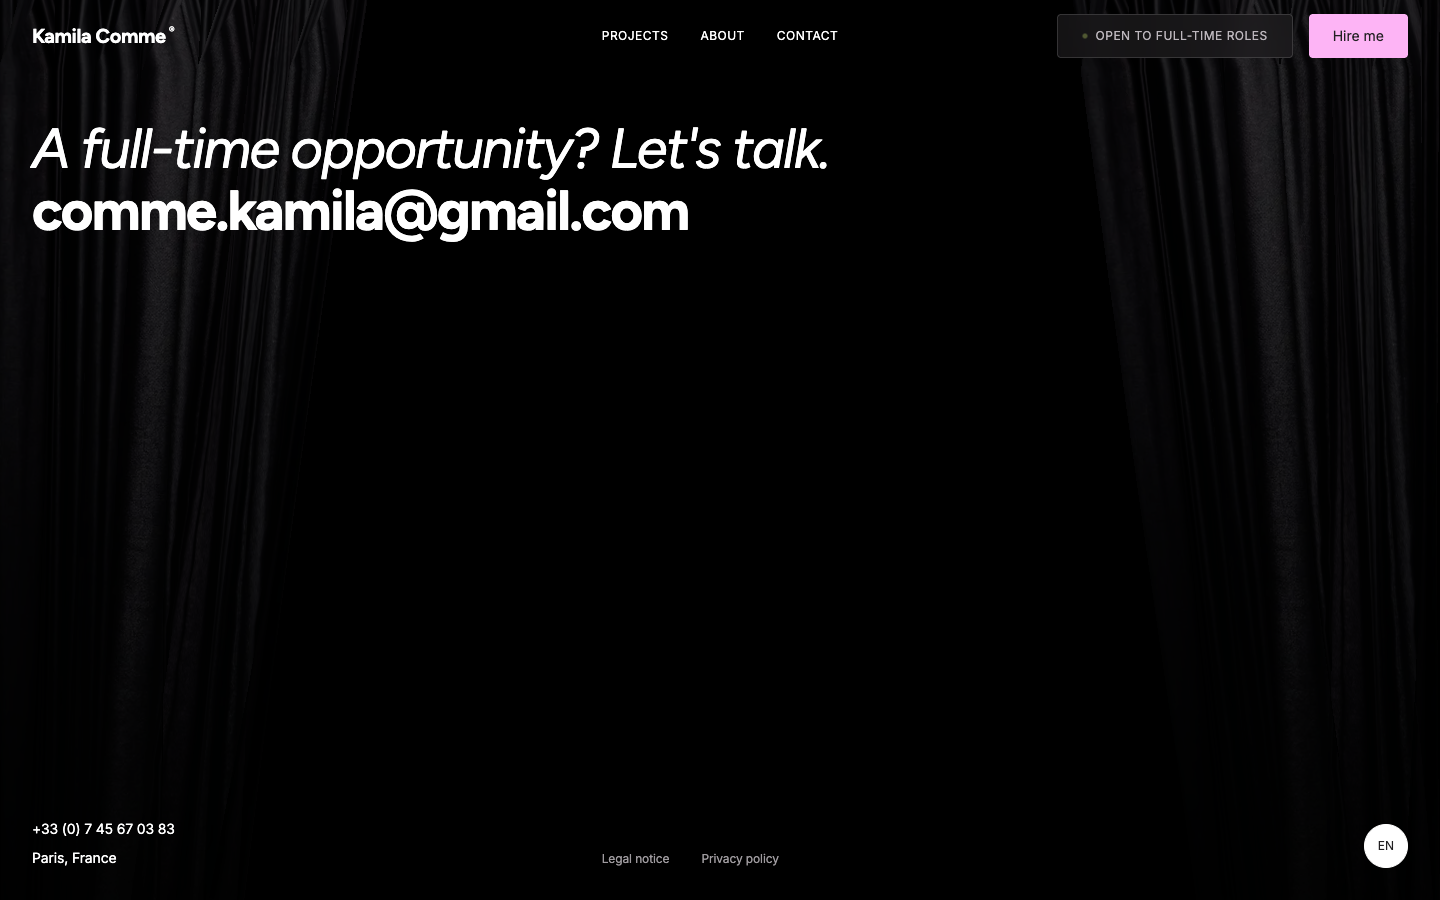 Kamila Comme®
PROJECTS
ABOUT
CONTACT
OPEN TO FULL-TIME ROLES
Hire me
A full-time opportunity? Let's talk.
comme.kamila@gmail.com
+33 (0) 7 45 67 03 83
Paris, France
Legal notice
Privacy policy
EN